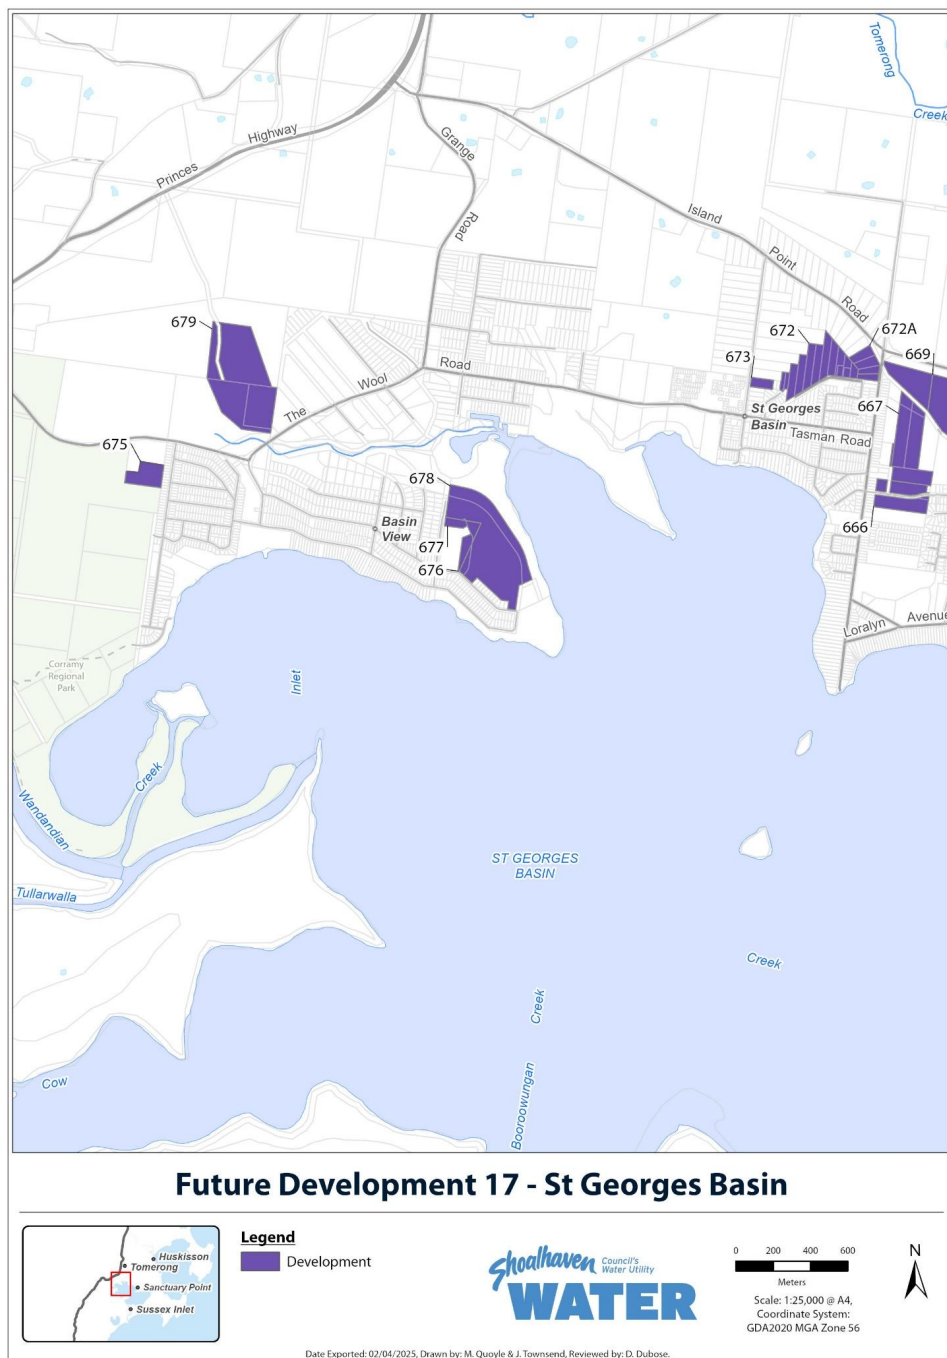 Tomerong
Creek
Princes
Highway
Grange
Road
Island
Point
Road
679
672
672A
673
669
The
Wool
Road
St Georges
Basin
667
Tasman Road
675
678
Basin
View
677
676
666
Loralyn
Avenue
Corramy
Regional
Park
Inlet
Creek
Wandandian
ST GEORGES
BASIN
Tullarwalla
Creek
Creek
Cow
Booroowungan
Future Development 17 - St Georges Basin
Huskisson
Tomerong
Sanctuary Point
Sussex Inlet
Legend
Development
Shoalhaven
Council's
Water Utility
WATER
0 200 400 600
Meters
Scale: 1:25,000 @ A4,
Coordinate System:
GDA2020 MGA Zone 56
N
Date Exported: 02/04/2025, Drawn by: M. Quoyle & J. Townsend, Reviewed by: D. Dubose.